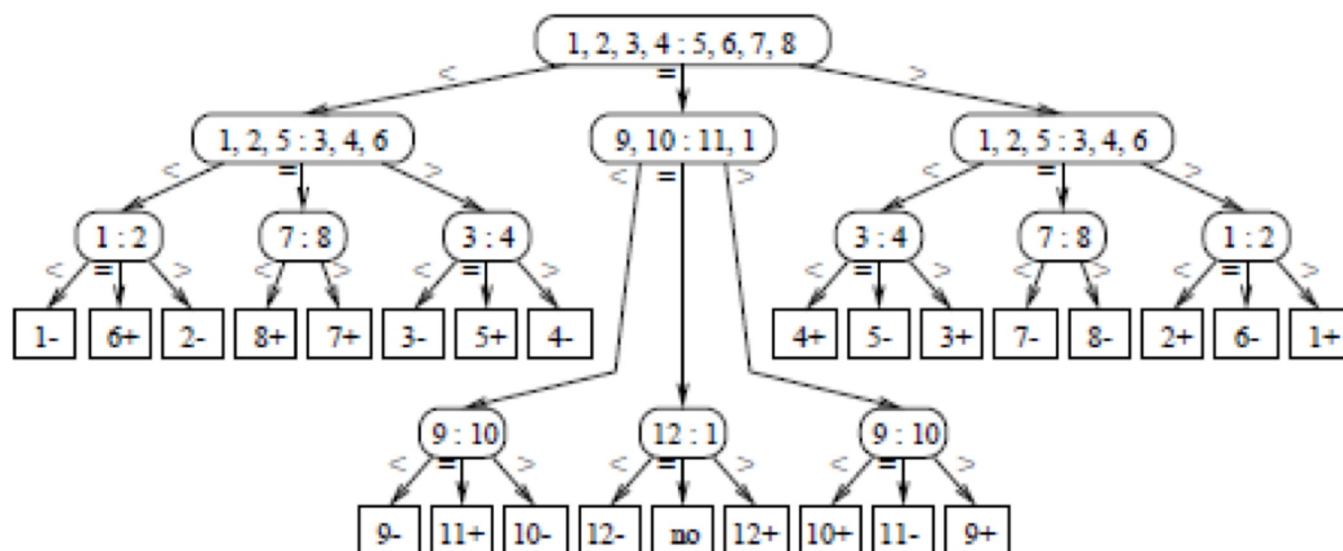 1, 2, 3, 4 : 5, 6, 7, 8
< = >
1, 2, 5 : 3, 4, 6 9, 10 : 11, 1 1, 2, 5 : 3, 4, 6
< = > < = > < = >
1 : 2 7 : 8 3 : 4 3 : 4 7 : 8 1 : 2
< = > < > < = > < = > < > < = >
1- 6+ 2- 8+ 7+ 3- 5+ 4- 4+ 5- 3+ 7- 8- 2+ 6- 1+
9 : 10 12 : 1 9 : 10
< = > < = > < = >
9- 11+ 10- 12- no 12+ 10+ 11- 9+